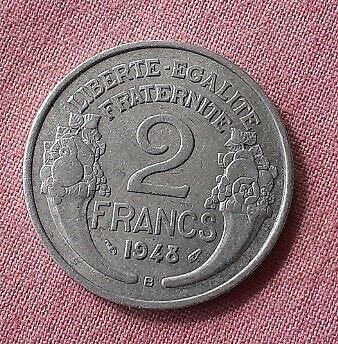 LIBERTE-EGALITE
FRATERNITE
2
FRANCS
1948
B